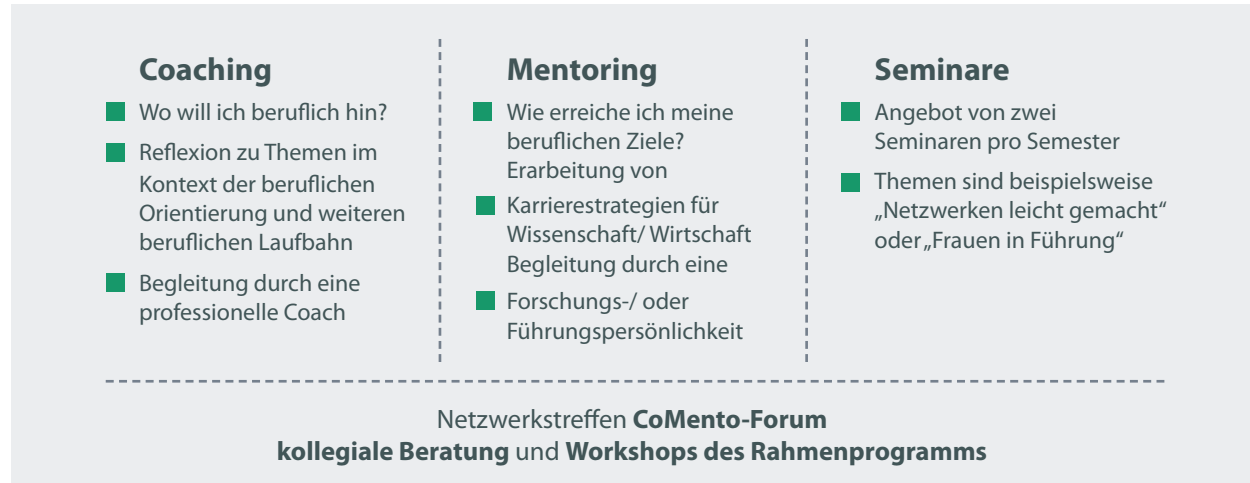 Coaching
Wo will ich beruflich hin?
Reflexion zu Themen im
Kontext der beruflichen
Orientierung und weiteren
beruflichen Laufbahn
Begleitung durch eine
professionelle Coach
Mentoring
Wie erreiche ich meine
beruflichen Ziele?
Erarbeitung von
Karrierestrategien für
Wissenschaft/ Wirtschaft
Begleitung durch eine
Forschungs-/ oder
Führungspersönlichkeit
Seminare
Angebot von zwei
Seminaren pro Semester
Themen sind beispielsweise
„Netzwerken leicht gemacht“
oder „Frauen in Führung“
Netzwerkstreffen CoMento-Forum
kollegiale Beratung und Workshops des Rahmenprogramms